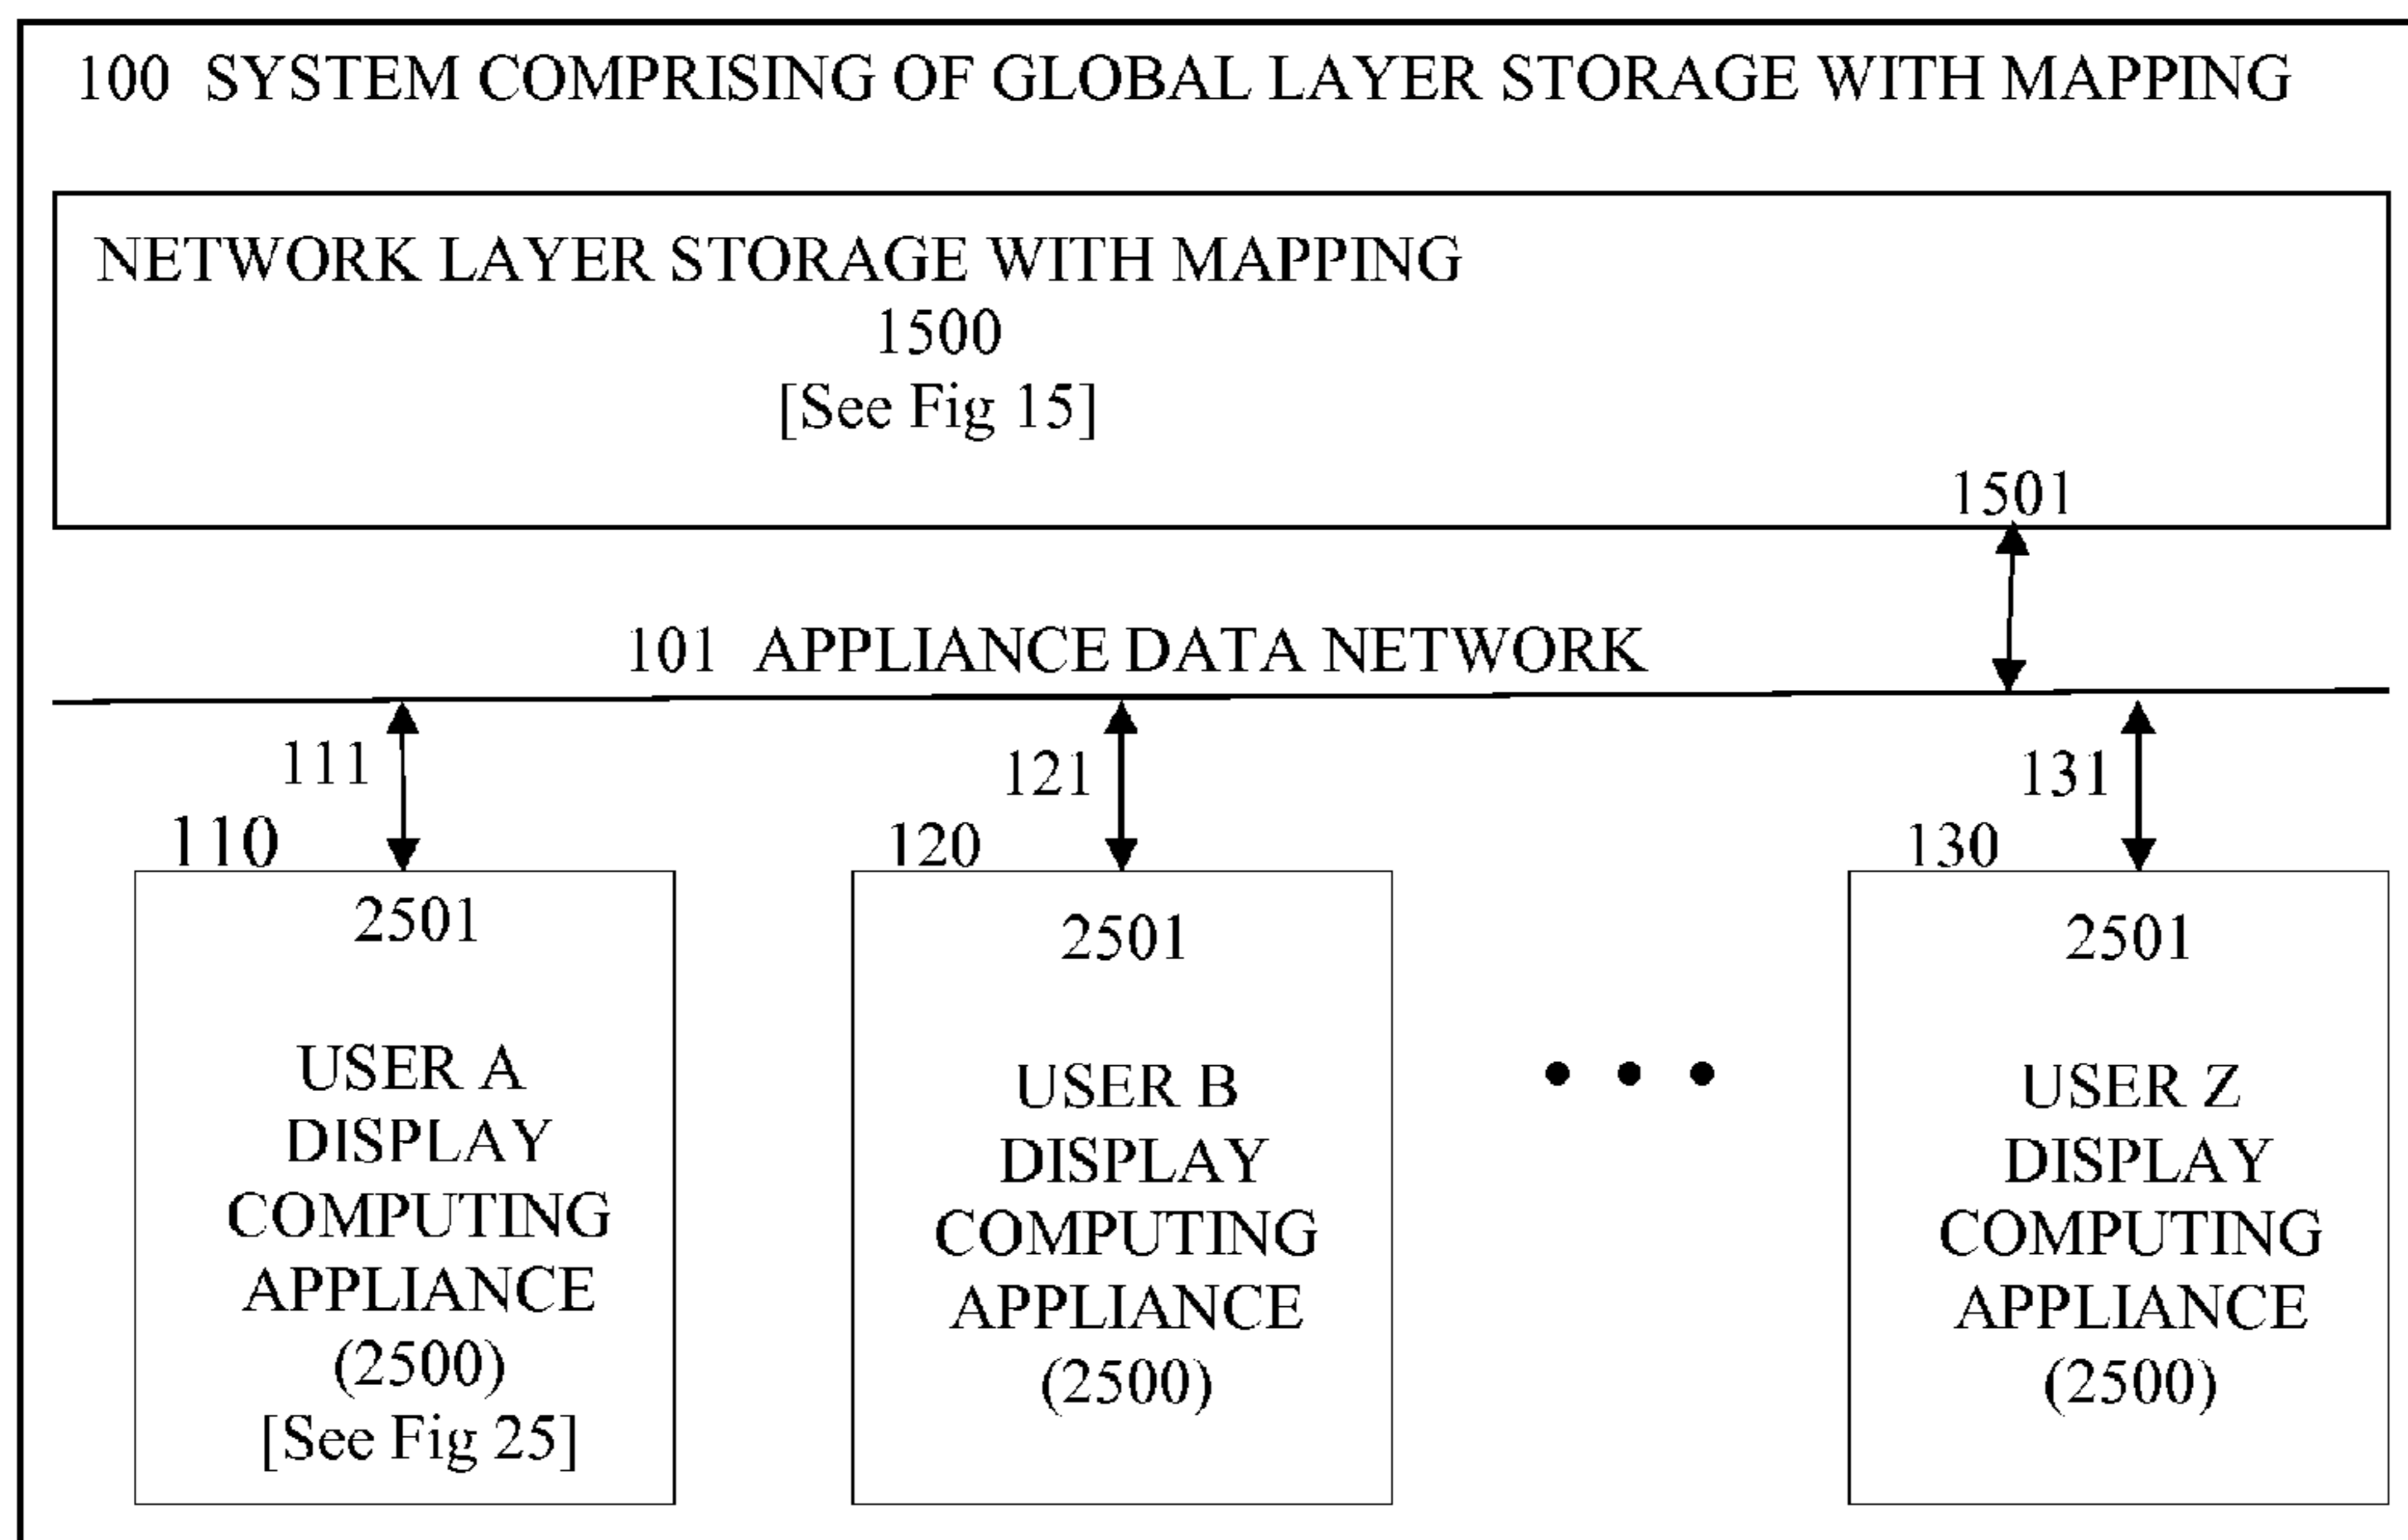 100 SYSTEM COMPRISING OF GLOBAL LAYER STORAGE WITH MAPPING
NETWORK LAYER STORAGE WITH MAPPING
1500
[See Fig 15]
1501
101 APPLIANCE DATA NETWORK
111
121
131
110
120
130
2501
USER A
DISPLAY
COMPUTING
APPLIANCE
(2500)
[See Fig 25]
2501
USER B
DISPLAY
COMPUTING
APPLIANCE
(2500)
• • •
2501
USER Z
DISPLAY
COMPUTING
APPLIANCE
(2500)